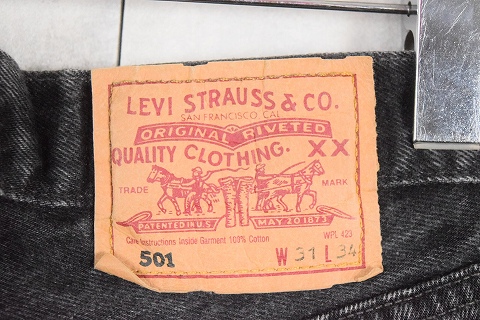 LEVI STRAUSS & CO.
SAN FRANCISCO CAL
ORIGINAL RIVETED
QUALITY CLOTHING. XX
TRADE MARK
PATENTED IN U.S. MAY 20 1873
Care Instructions Inside Garment 100% Cotton WPL 423
501 W 31 L 34